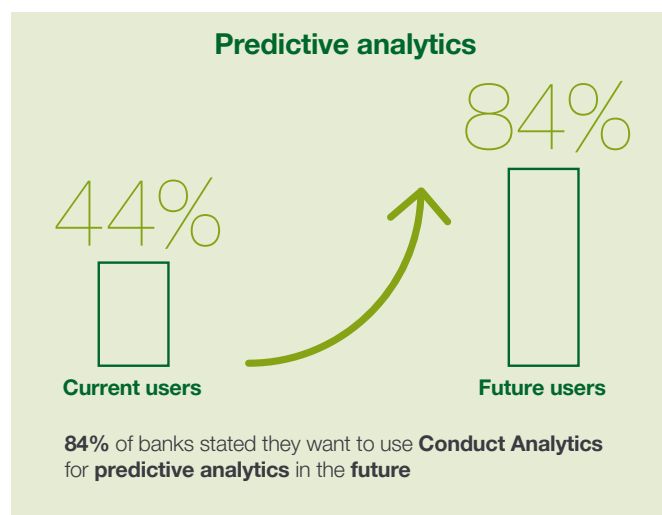 Predictive analytics
84%
44%
Current users
Future users
84% of banks stated they want to use Conduct Analytics
for predictive analytics in the future